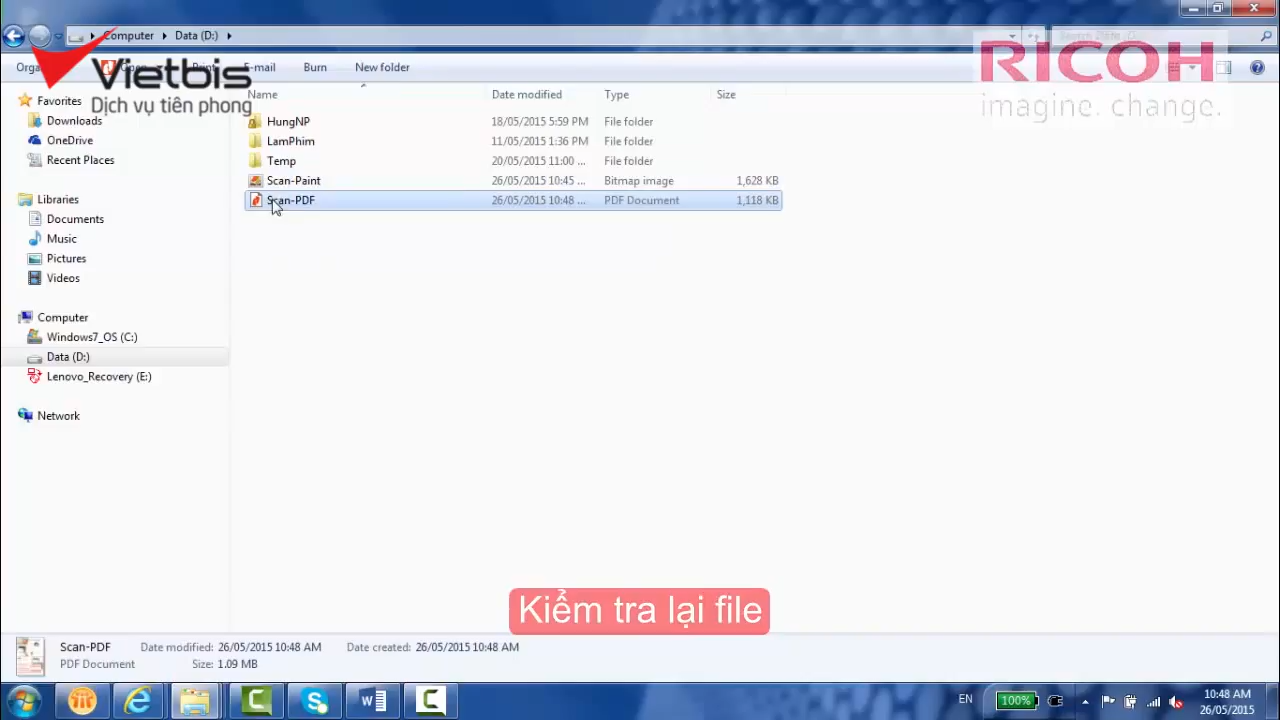 Computer Data (D:)
Vietbis
Dịch vụ tiên phong
RICOH
imagine. change.
E-mail Burn New folder
Name Date modified Type Size
HungNP 18/05/2015 5:59 PM File folder
LamPhim 11/05/2015 1:36 PM File folder
Temp 20/05/2015 11:00 ... File folder
Scan-Paint 26/05/2015 10:45 ... Bitmap image 1,628 KB
Scan-PDF 26/05/2015 10:48 ... PDF Document 1,118 KB
Favorites
Downloads
OneDrive
Recent Places
Libraries
Documents
Music
Pictures
Videos
Computer
Windows7_OS (C:)
Data (D:)
Lenovo_Recovery (E:)
Network
Kiểm tra lại file
Scan-PDF Date modified: 26/05/2015 10:48 AM Date created: 26/05/2015 10:48 AM
PDF Document Size: 1.09 MB
EN 100% 10:48 AM
26/05/2015